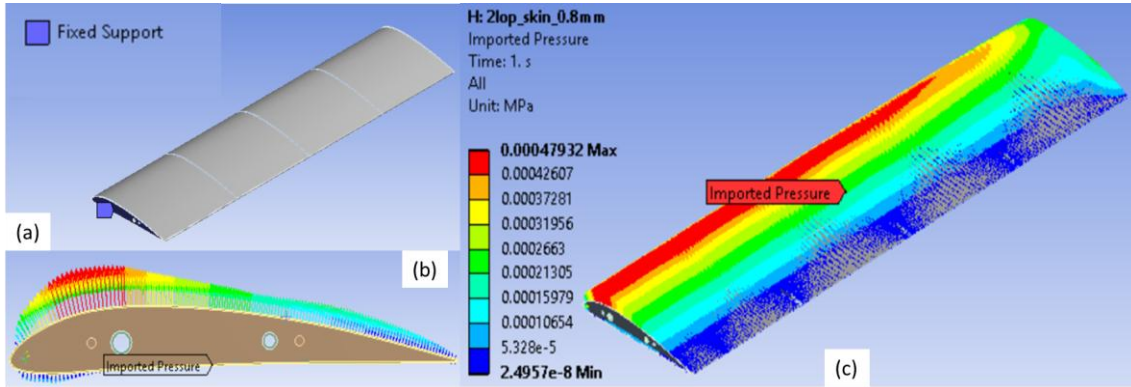 Fixed Support
(a)
(b)
Imported Pressure
H: 2lop_skin_0.8mm
Imported Pressure
Time: 1. s
All
Unit: MPa
0.00047932 Max
0.00042607
0.00037281
0.00031956
0.0002663
0.00021305
0.00015979
0.00010654
5.328e-5
2.4957e-8 Min
Imported Pressure
(c)